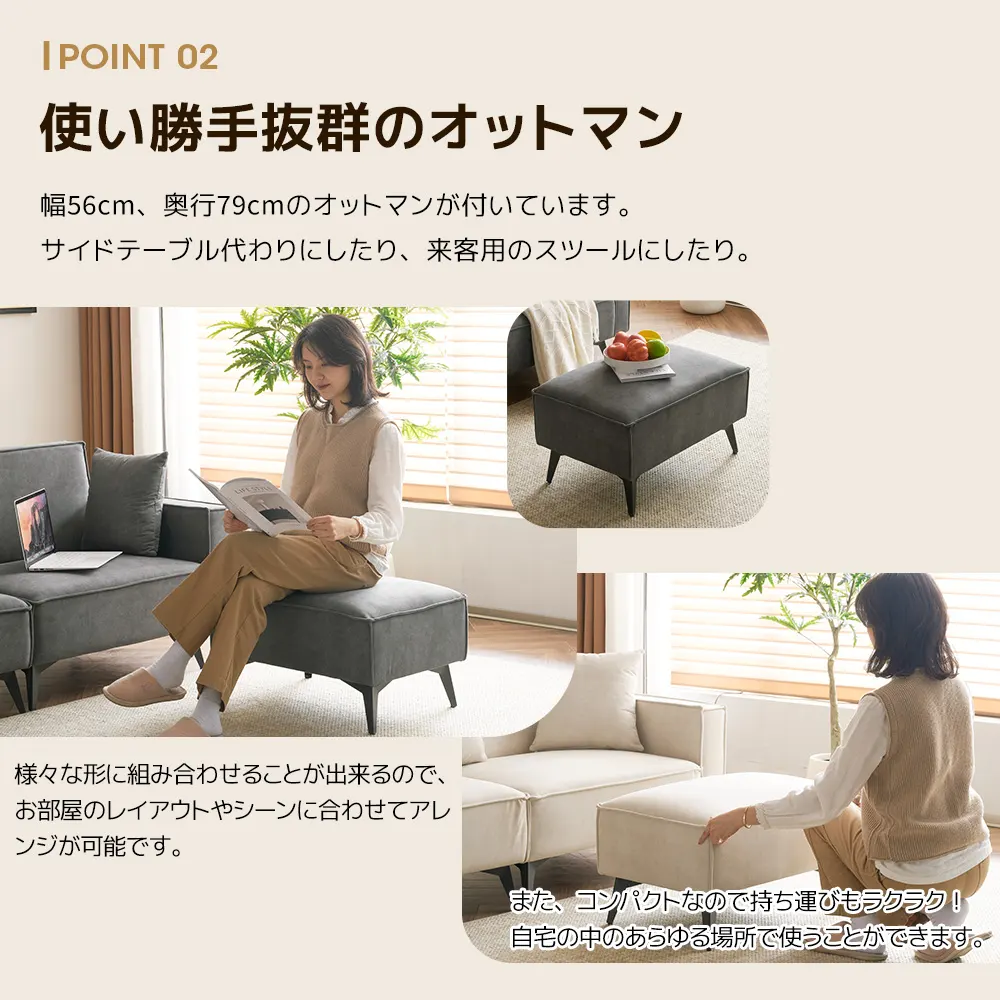 POINT 02
使い勝手抜群のオットマン
幅56cm、奥行79cmのオットマンが付いています。
サイドテーブル代わりにしたり、来客用のスツールにしたり。
LIFE STYLE
様々な形に組み合わせることが出来るので、
お部屋のレイアウトやシーンに合わせてアレ
ンジが可能です。
また、コンパクトなので持ち運びもラクラク！
自宅の中のあらゆる場所で使うことができます。